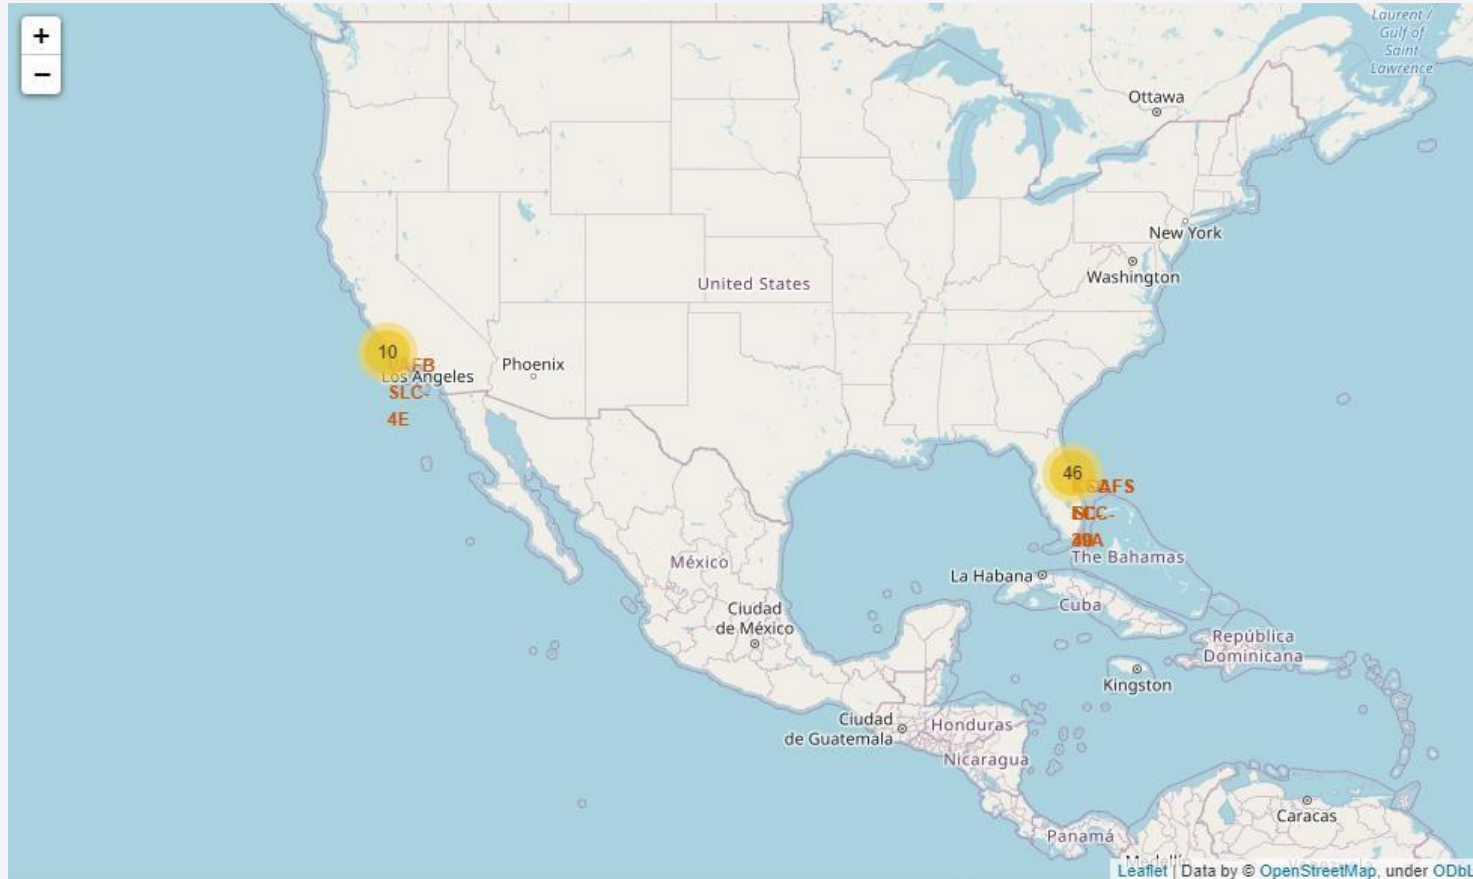 +
−
Laurent /
Gulf of
Saint
Lawrence
Ottawa
New York
Washington
United States
10
Phoenix
Los Angeles
SLC-
4E
46
The Bahamas
México
La Habana
Cuba
Ciudad
de México
República
Dominicana
Kingston
Ciudad
de Guatemala
Honduras
Nicaragua
Caracas
Panamá
Leaflet | Data by © OpenStreetMap, under ODbL